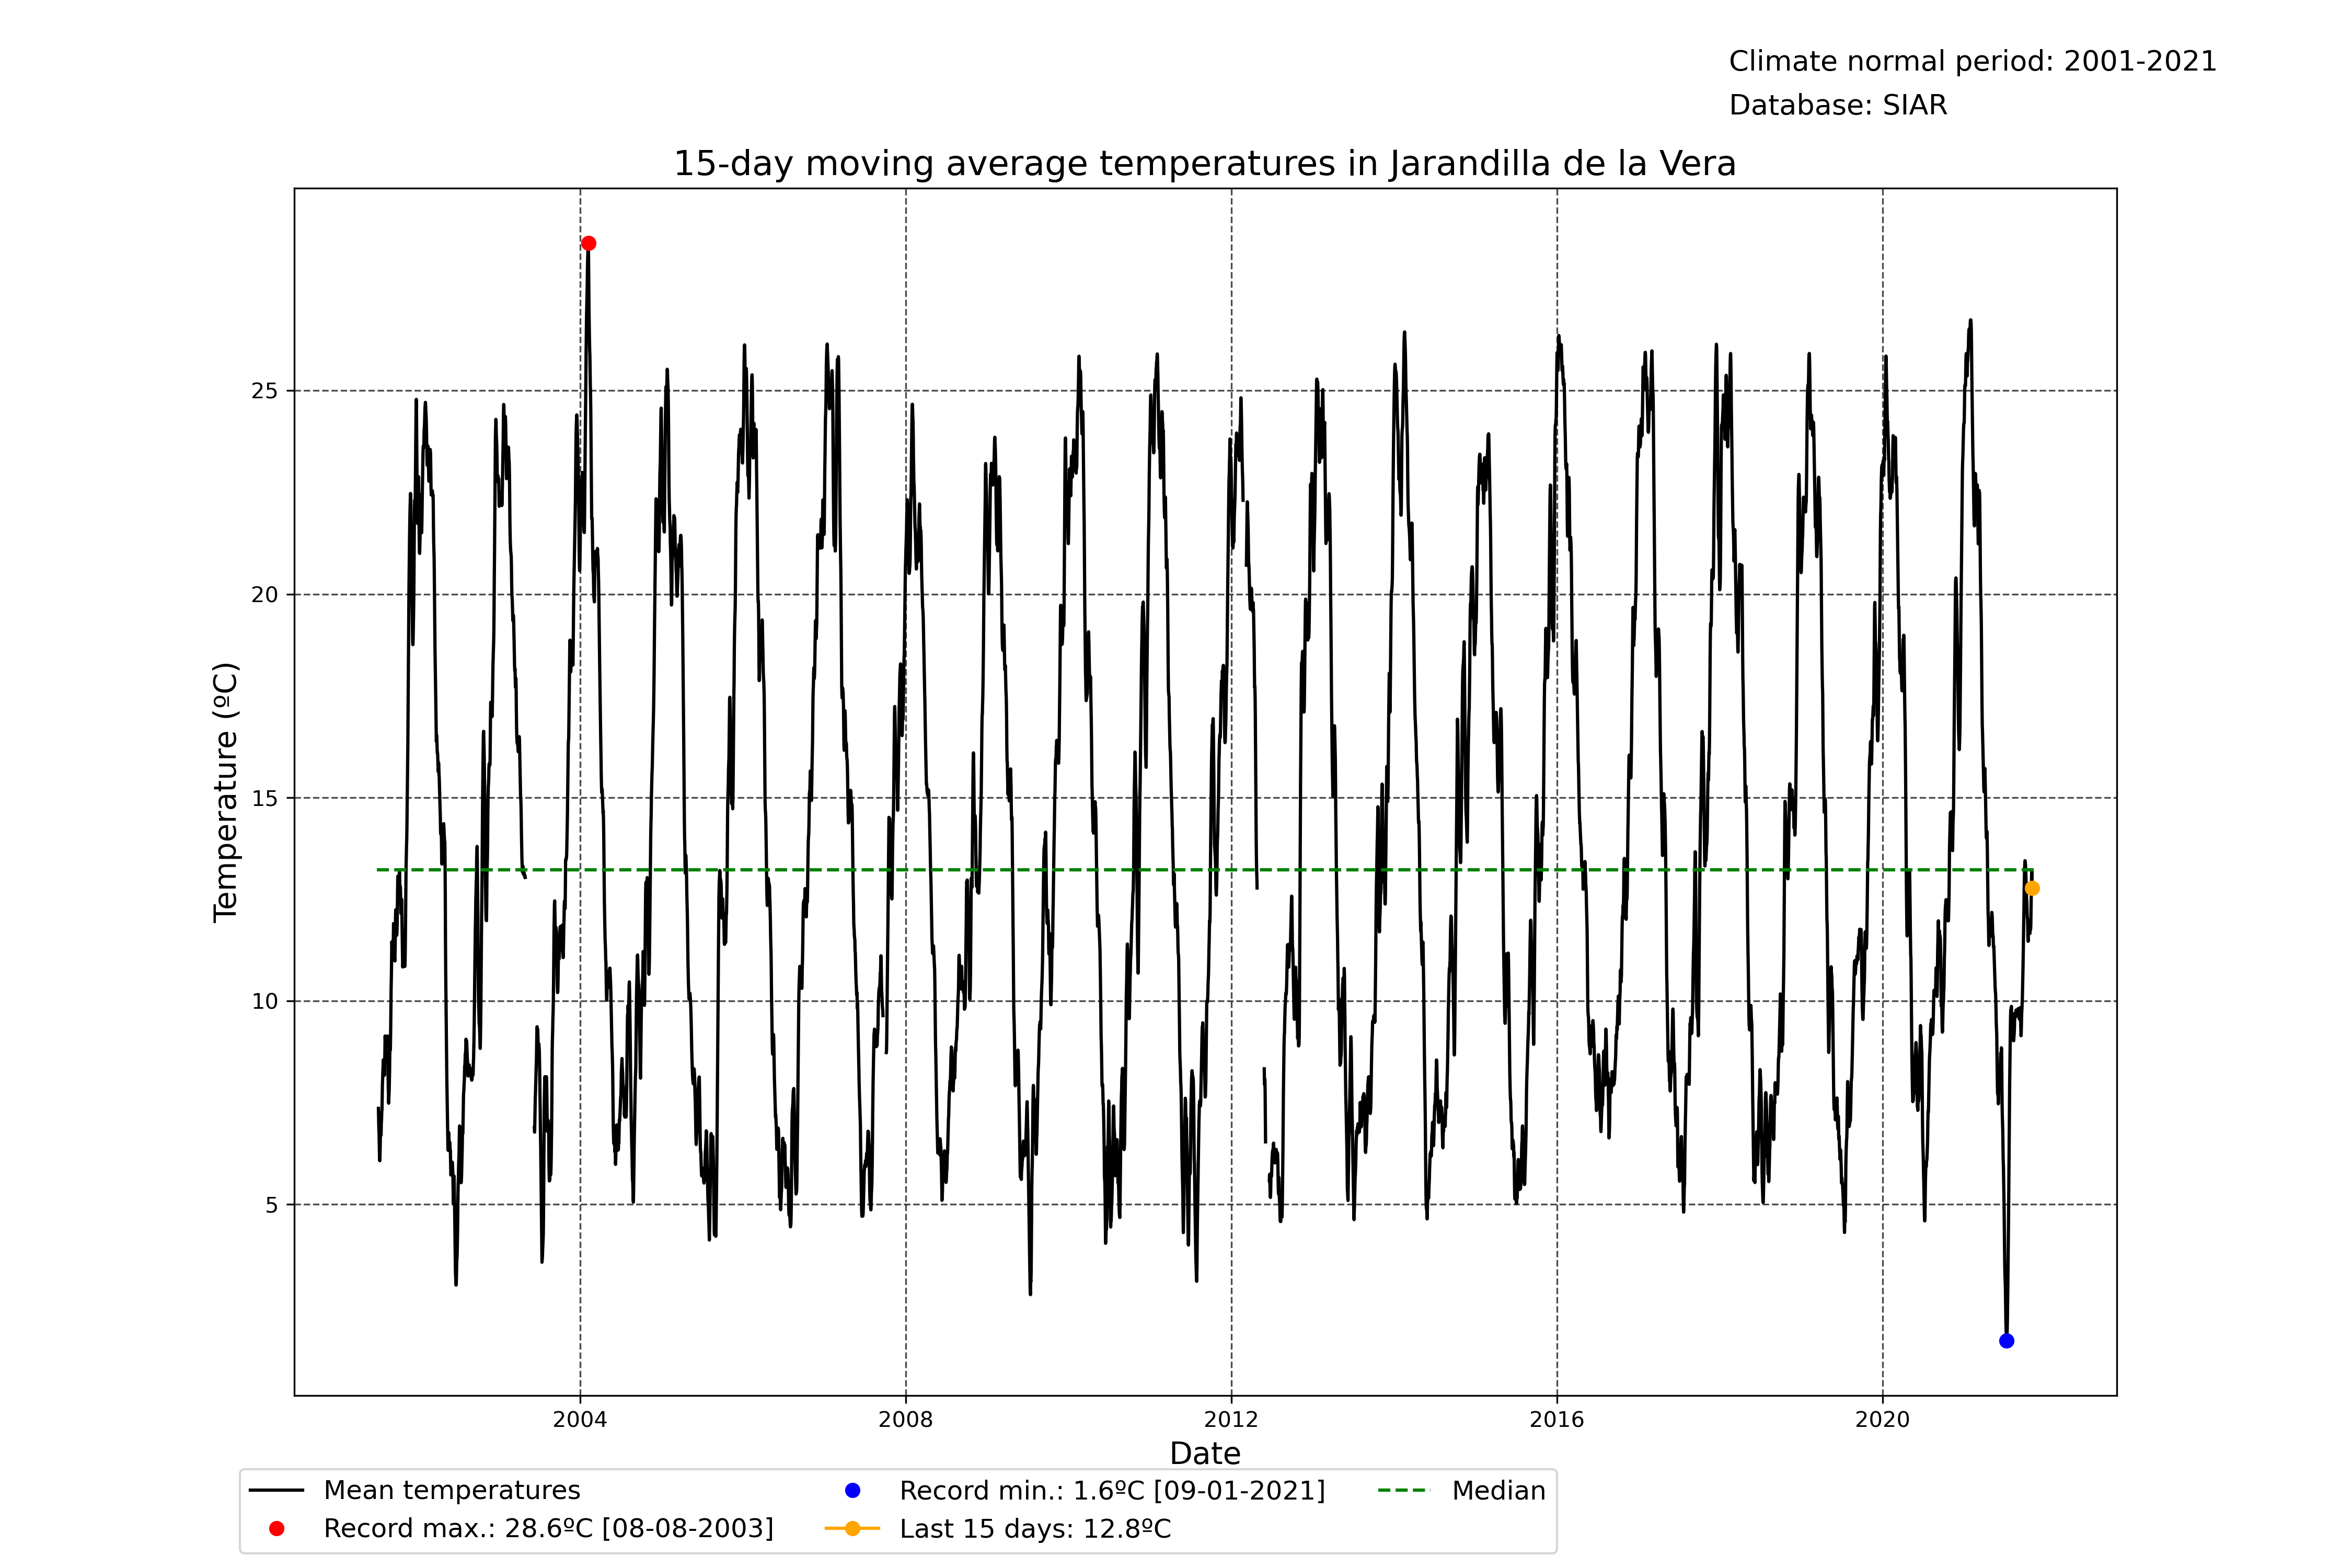 Climate normal period: 2001-2021
Database: SIAR
15-day moving average temperatures in Jarandilla de la Vera
Temperature (ºC)
25
20
15
10
5
2004 2008 2012 2016 2020
Date
Mean temperatures
Record max.: 28.6ºC [08-08-2003]
Record min.: 1.6ºC [09-01-2021]
Last 15 days: 12.8ºC
Median